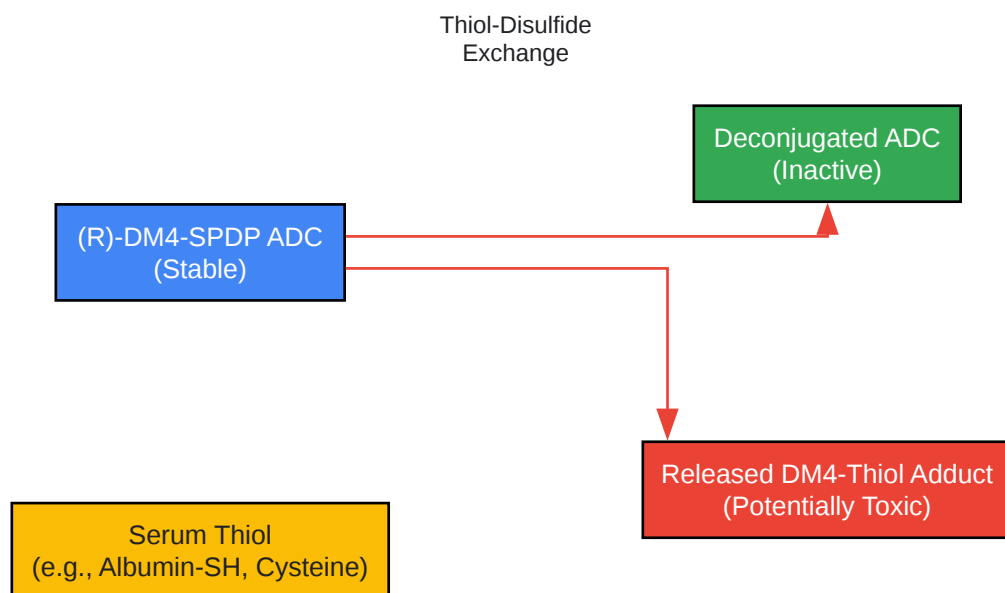 Thiol-Disulfide
Exchange
Deconjugated ADC
(Inactive)
(R)-DM4-SPDP ADC
(Stable)
Released DM4-Thiol Adduct
(Potentially Toxic)
Serum Thiol
(e.g., Albumin-SH, Cysteine)